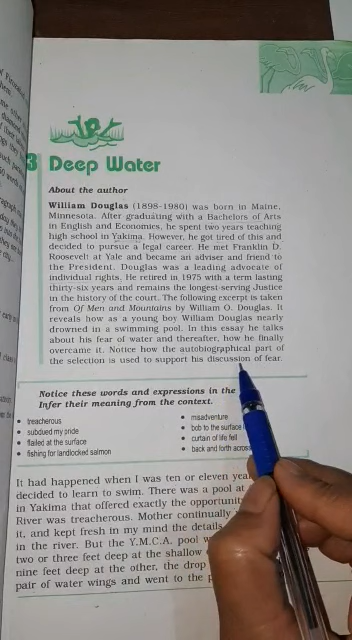 3 Deep Water
About the author
William Douglas (1898-1980) was born in Maine,
Minnesota. After graduating with a Bachelors of Arts
in English and Economics, he spent two years teaching
high school in Yakima. However, he got tired of this and
decided to pursue a legal career. He met Franklin D.
Roosevelt at Yale and became an adviser and friend to
the President. Douglas was a leading advocate of
individual rights. He retired in 1975 with a term lasting
thirty-six years and remains the longest-serving Justice
in the history of the court. The following excerpt is taken
from Of Men and Mountains by William O. Douglas. It
reveals how as a young boy William Douglas nearly
drowned in a swimming pool. In this essay he talks
about his fear of water and thereafter, how he finally
overcame it. Notice how the autobiographical part of
the selection is used to support his discussion of fear.
Notice these words and expressions in the
Infer their meaning from the context.
• treacherous
• subdued my pride
• flailed at the surface
• fishing for landlocked salmon
• misadventure
• bob to the surface
• curtain of life fell
• back and forth across
It had happened when I was ten or eleven
decided to learn to swim. There was a pool at
in Yakima that offered exactly the
River was treacherous. Mother continually
it, and kept fresh in my mind the details
in the river. But the Y.M.C.A. pool
two or three feet deep at the shallow
nine feet deep at the other, the drop
pair of water wings and went to the